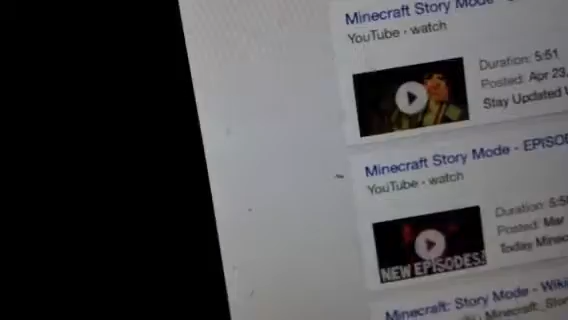 Minecraft Story Mode -
YouTube - watch
Duration: 5:51
Posted: Apr 23,
Stay Updated
Minecraft Story Mode - EPISO
YouTube - watch
Duration: 5:5
Posted: Mar
Today Minec
NEW EPISODES!
Minecraft: Story Mode - Wiki
Minecraft: